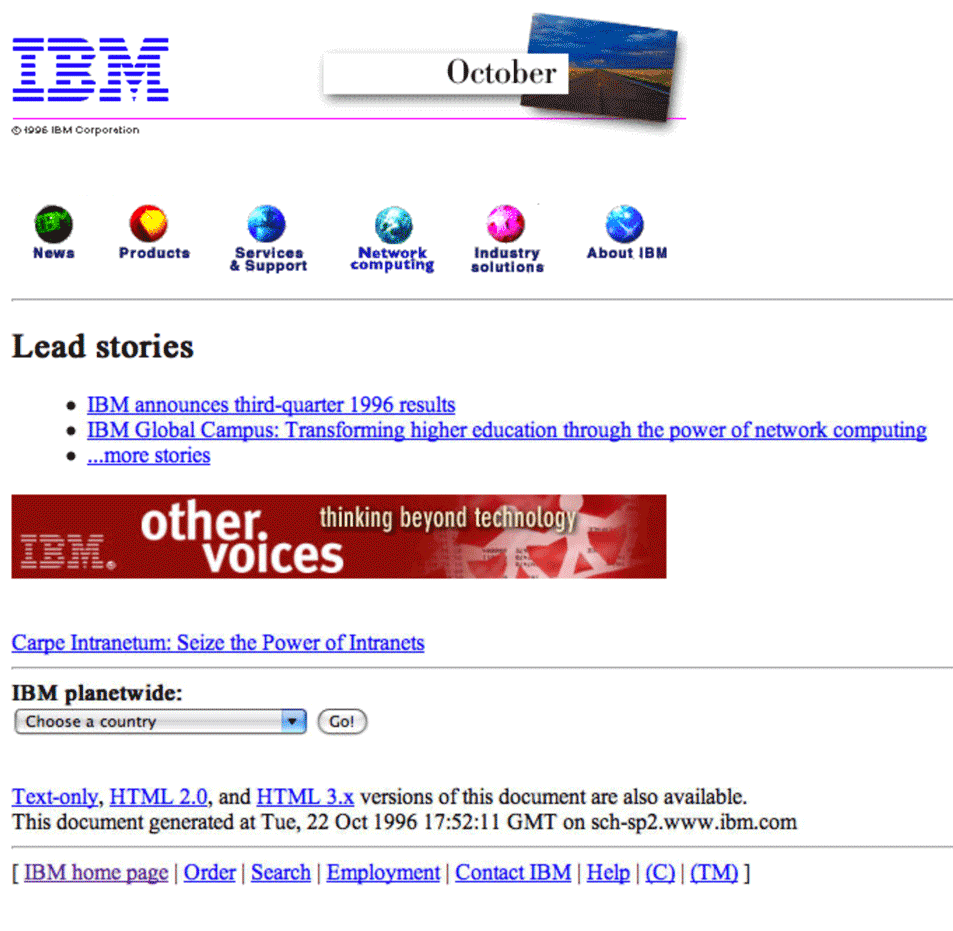 IBM
October
© 1996 IBM Corporation
News
Products
Services
& Support
Network
computing
Industry
solutions
About IBM
Lead stories
• IBM announces third-quarter 1996 results
• IBM Global Campus: Transforming higher education through the power of network computing
• ...more stories
IBM®
other voices
thinking beyond technology
Carpe Intranetum: Seize the Power of Intranets
IBM planetwide:
Choose a country Go!
Text-only, HTML 2.0, and HTML 3.x versions of this document are also available.
This document generated at Tue, 22 Oct 1996 17:52:11 GMT on sch-sp2.www.ibm.com
[ IBM home page | Order | Search | Employment | Contact IBM | Help | (C) | (TM) ]